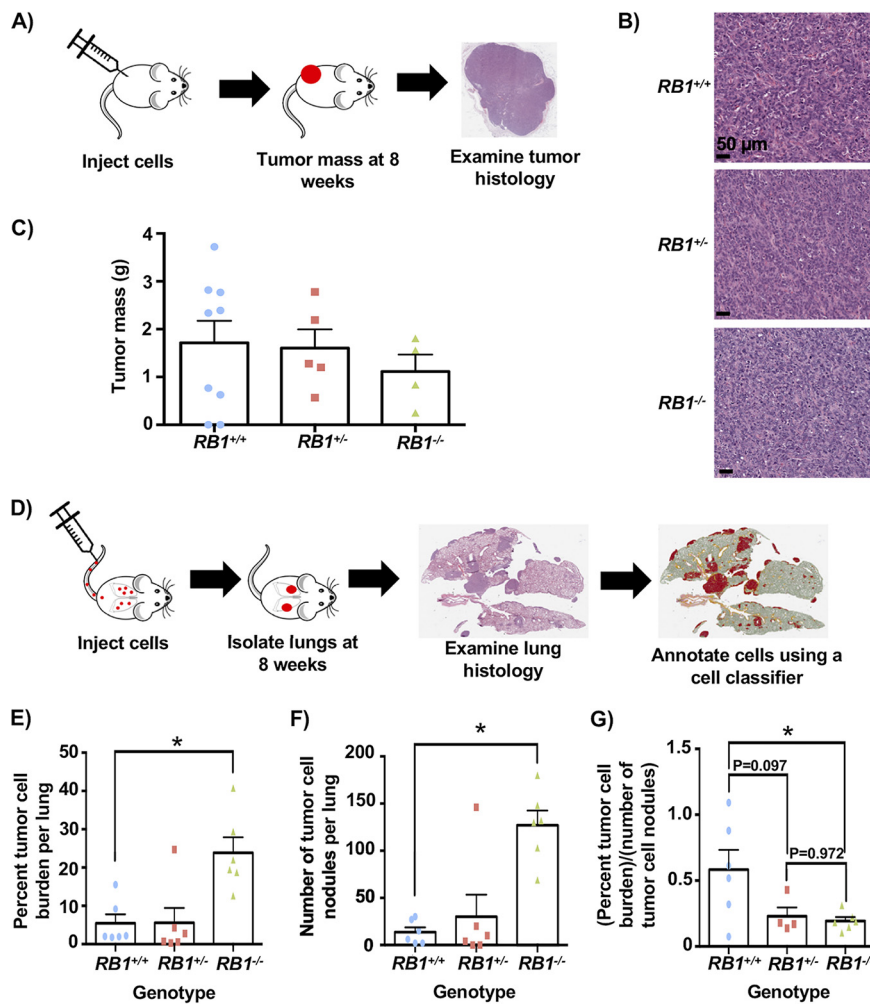 A)
Inject cells
Tumor mass at 8
weeks
Examine tumor
histology
B)
RB1+/+
50 µm
RB1+/-
RB1-/-
C)
Tumor mass (g)
4
3
2
1
0
RB1+/+
RB1+/-
RB1-/-
D)
Inject cells
Isolate lungs at
8 weeks
Examine lung
histology
Annotate cells using a
cell classifier
E)
Percent tumor cell
burden per lung
50
40
30
20
10
0
*
RB1+/+
RB1+/-
RB1-/-
Genotype
F)
Number of tumor cell
nodules per lung
200
150
100
50
0
*
RB1+/+
RB1+/-
RB1-/-
Genotype
G)
(Percent tumor cell
burden)/(number of
tumor cell nodules)
1.5
1.0
0.5
0.0
*
P=0.097
P=0.972
RB1+/+
RB1+/-
RB1-/-
Genotype